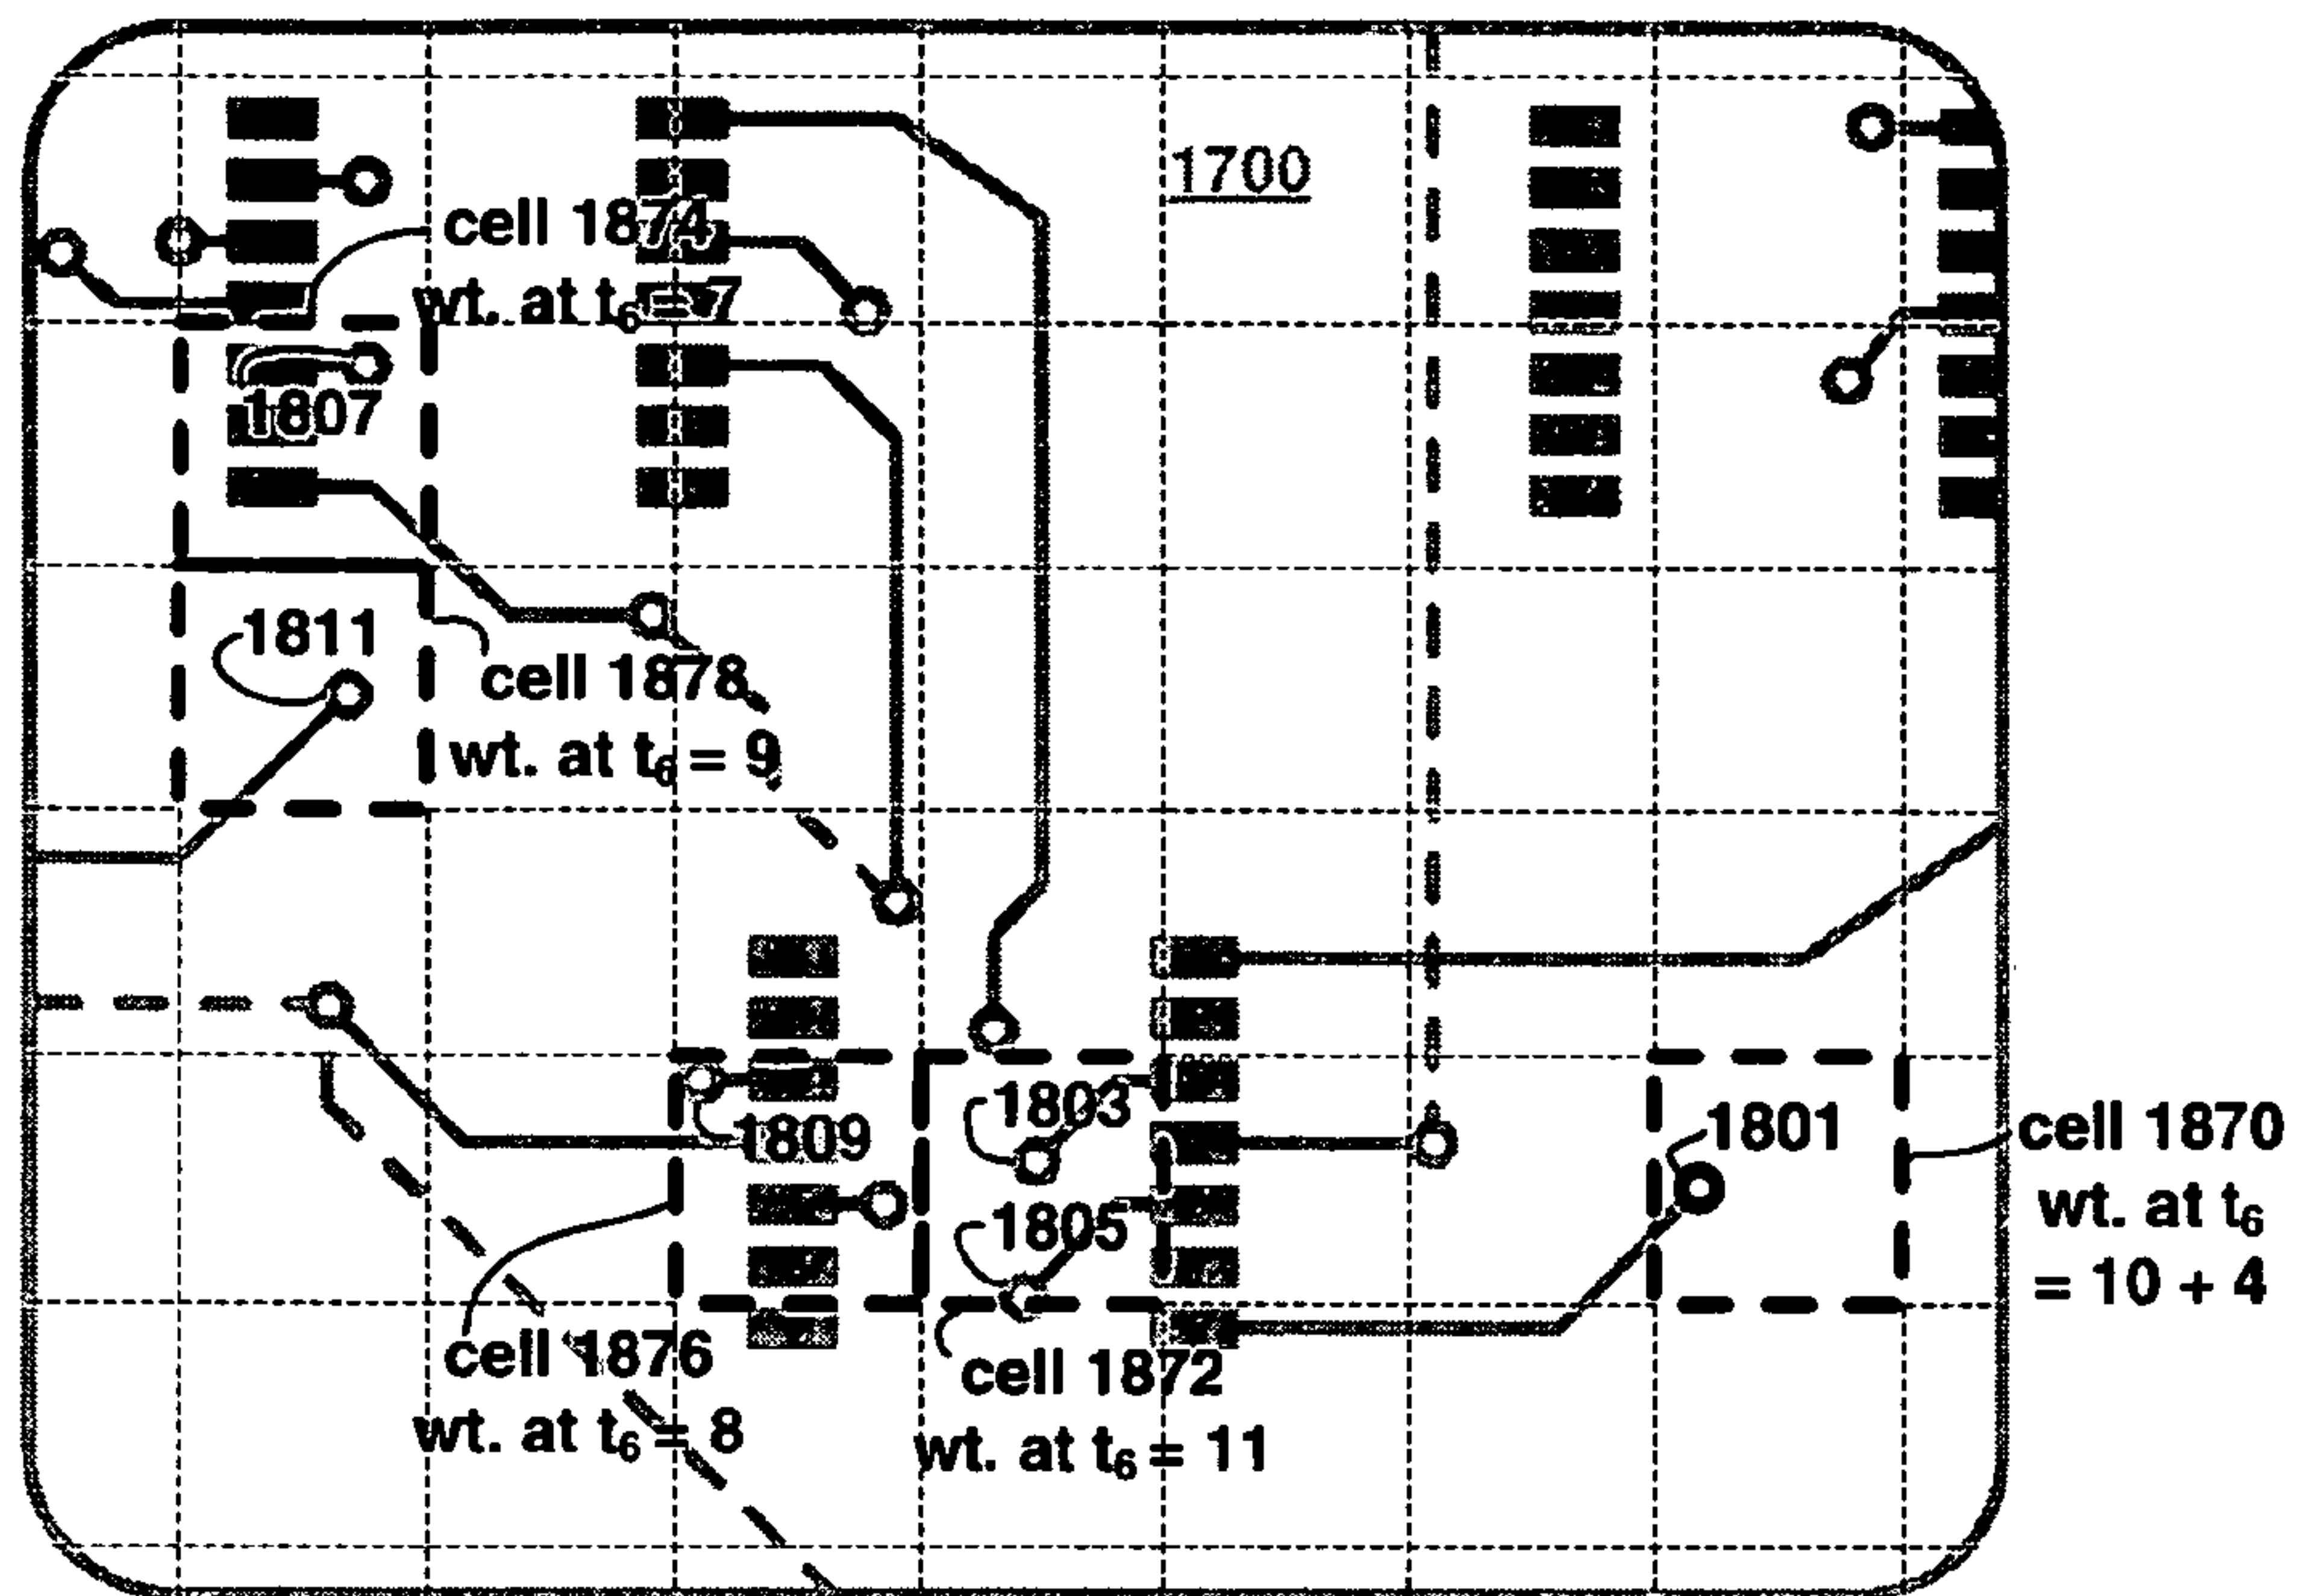 1700
cell 1874
wt. at t₆ = 7
1807
1811
cell 1878
wt. at t₆ = 9
1809
1803
1805
1801
cell 1870
wt. at t₆
= 10 + 4
cell 1876
wt. at t₆ = 8
cell 1872
wt. at t₆ = 11